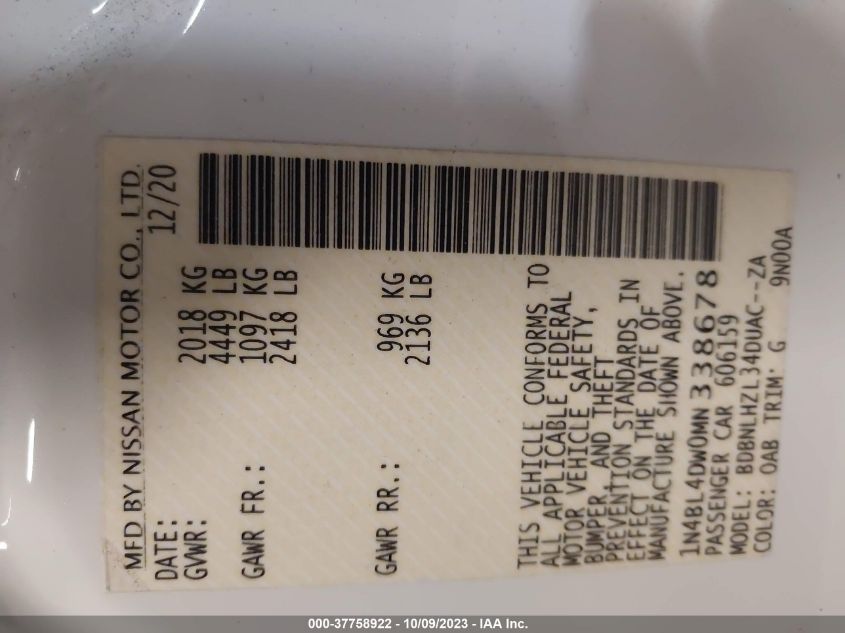 MFD BY NISSAN MOTOR CO., LTD.
DATE: 12/20
GVWR: 2018 KG
4449 LB
GAWR FR.: 1097 KG
2418 LB
GAWR RR.: 969 KG
2136 LB
THIS VEHICLE CONFORMS TO
ALL APPLICABLE FEDERAL
MOTOR VEHICLE SAFETY,
BUMPER, AND THEFT
PREVENTION STANDARDS IN
EFFECT ON THE DATE OF
MANUFACTURE SHOWN ABOVE.
1N4BL4DW0MN338678
PASSENGER CAR 606159
MODEL: BDBNLHZL34DUAC--ZA
COLOR: QAB TRIM: G 9N00A
000-37758922 - 10/09/2023 - IAA Inc.